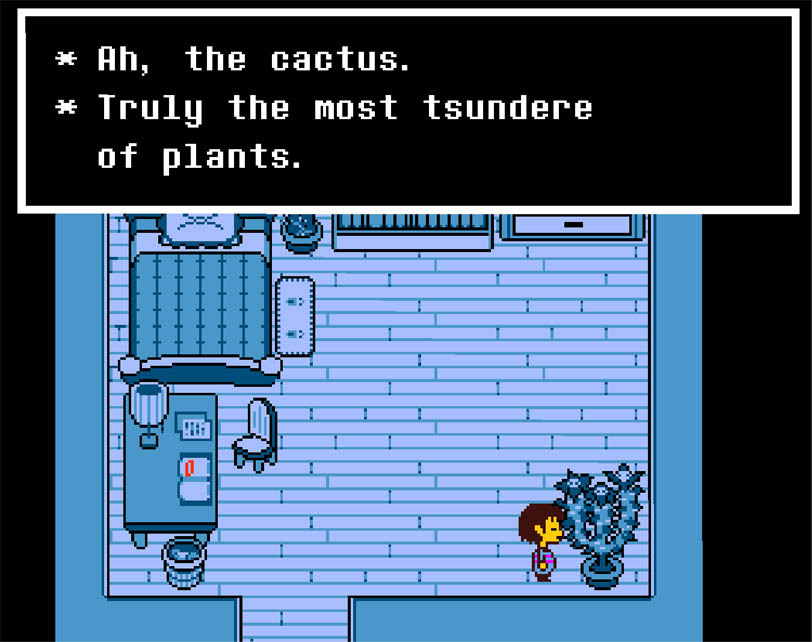 * Ah, the cactus.
* Truly the most tsundere
of plants.